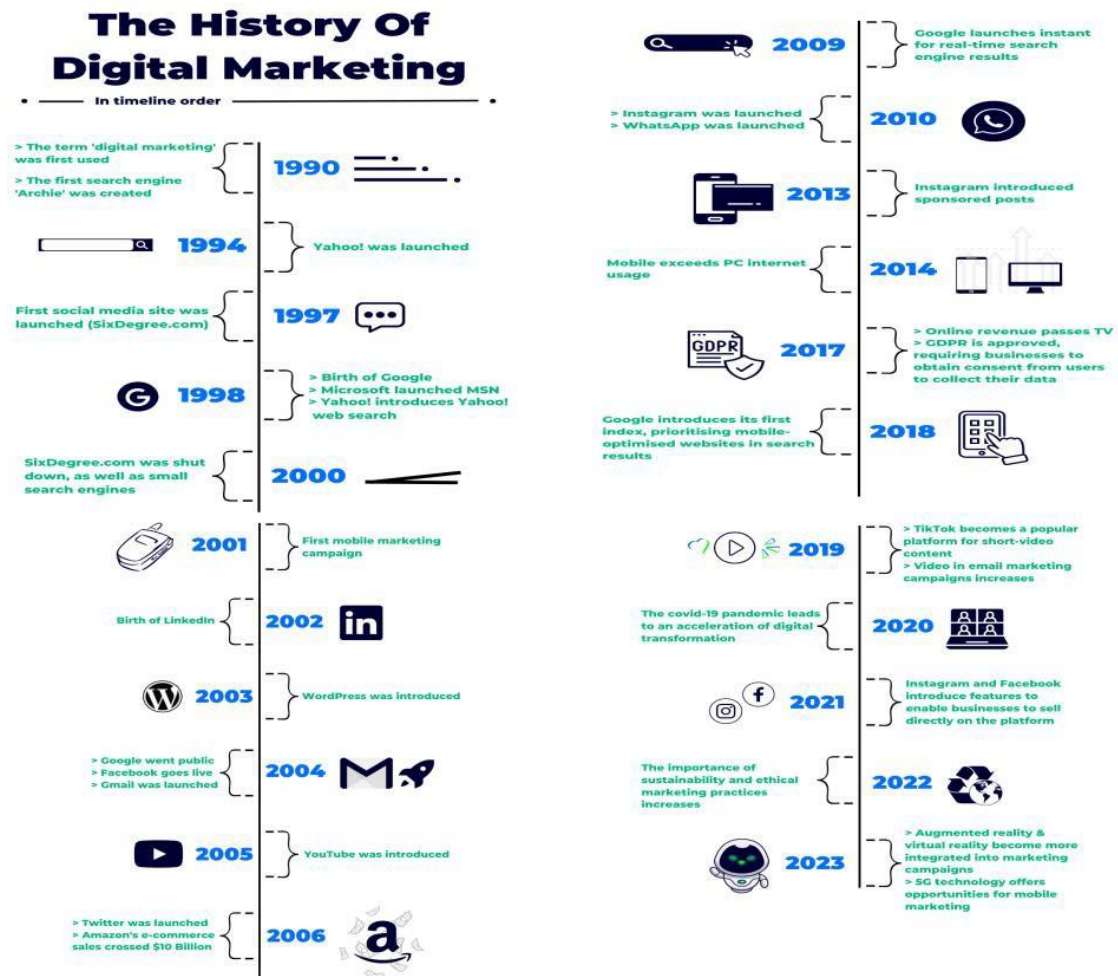 The History Of
Digital Marketing
In timeline order
> The term 'digital marketing'
was first used
> The first search engine
'Archie' was created
1990
1994
Yahoo! was launched
First social media site was
launched (SixDegree.com)
1997
1998
> Birth of Google
> Microsoft launched MSN
> Yahoo! introduces Yahoo!
web search
SixDegree.com was shut
down, as well as small
search engines
2000
2001
First mobile marketing
campaign
Birth of LinkedIn
2002
in
2003
WordPress was introduced
> Google went public
> Facebook goes live
> Gmail was launched
2004
2005
YouTube was introduced
> Twitter was launched
> Amazon's e-commerce
sales crossed $10 Billion
2006
a
2009
Google launches instant
for real-time search
engine results
> Instagram was launched
> WhatsApp was launched
2010
2013
Instagram introduced
sponsored posts
Mobile exceeds PC internet
usage
2014
GDPR
2017
> Online revenue passes TV
> GDPR is approved,
requiring businesses to
obtain consent from users
to collect their data
Google introduces its first
index, prioritising mobile-
optimised websites in search
results
2018
2019
> TikTok becomes a popular
platform for short-video
content
> Video in email marketing
campaigns increases
The covid-19 pandemic leads
to an acceleration of digital
transformation
2020
2021
Instagram and Facebook
introduce features to
enable businesses to sell
directly on the platform
The importance of
sustainability and ethical
marketing practices
increases
2022
2023
> Augmented reality &
virtual reality become more
integrated into marketing
campaigns
> 5G technology offers
opportunities for mobile
marketing